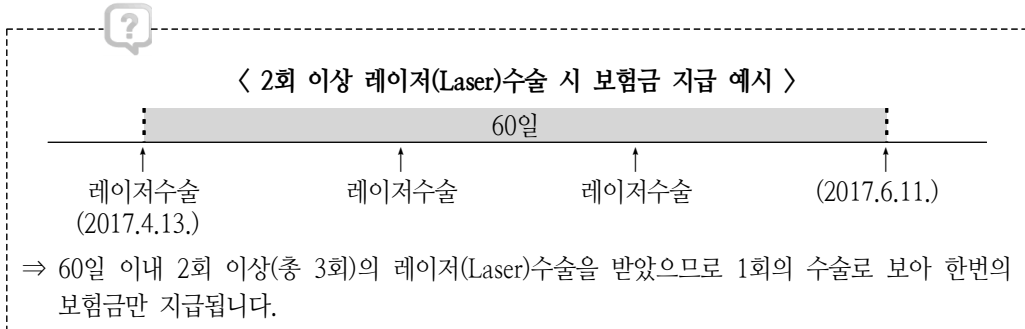 ?
〈 2회 이상 레이저(Laser)수술 시 보험금 지급 예시 〉
60일
↑ ↑ ↑ ↑
레이저수술 레이저수술 레이저수술 (2017.6.11.)
(2017.4.13.)
⇒ 60일 이내 2회 이상(총 3회)의 레이저(Laser)수술을 받았으므로 1회의 수술로 보아 한번의
보험금만 지급됩니다.